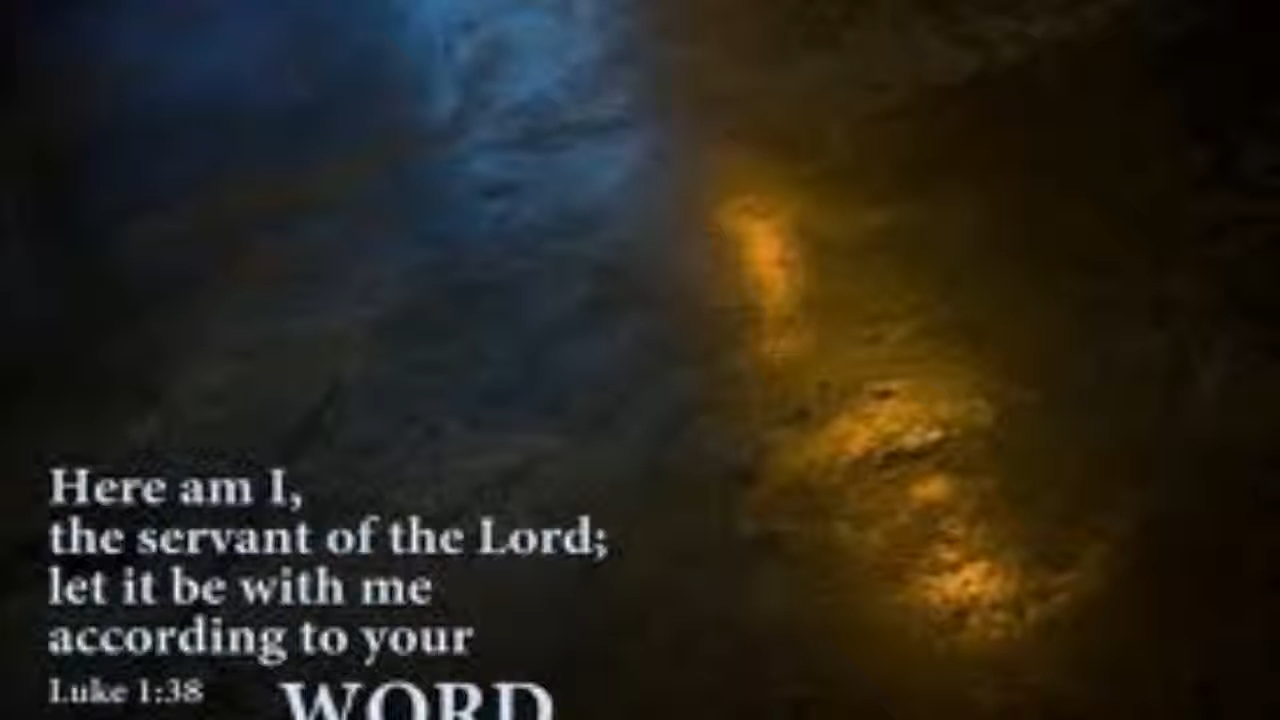 Here am I,
the servant of the Lord;
let it be with me
according to your
Luke 1:38 WORD